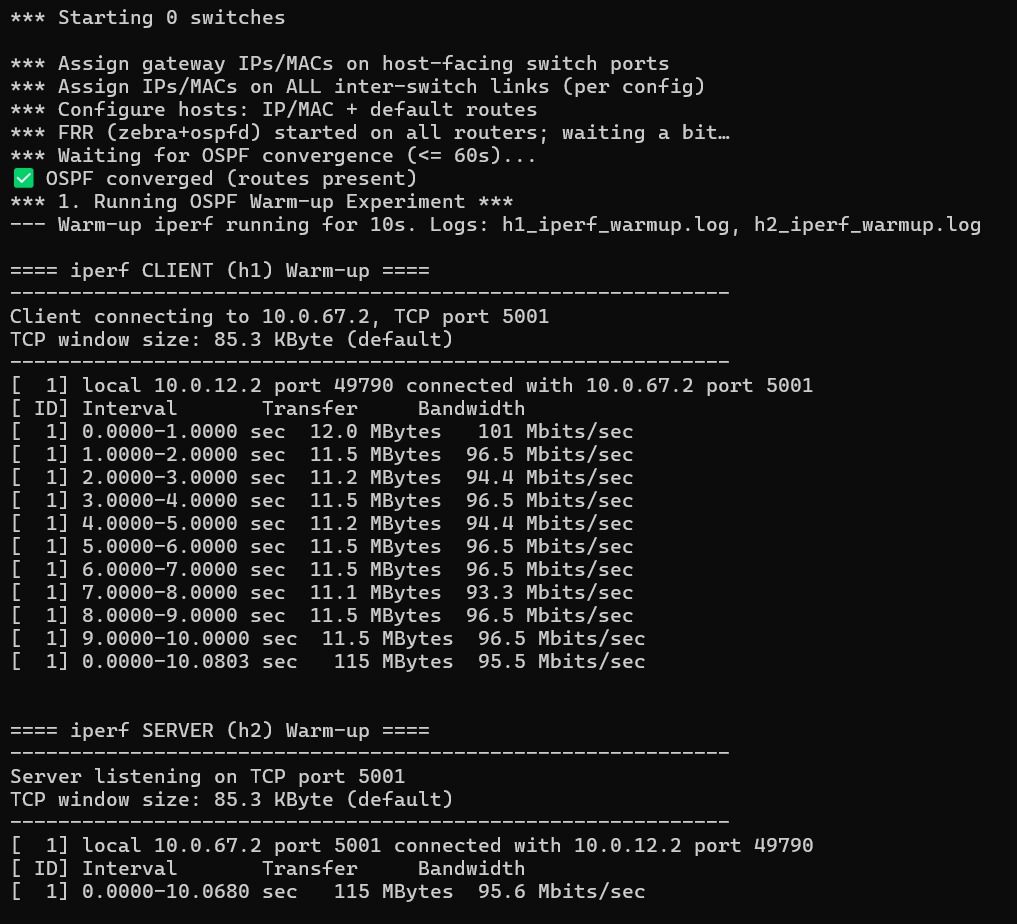 *** Starting 0 switches
*** Assign gateway IPs/MACs on host-facing switch ports
*** Assign IPs/MACs on ALL inter-switch links (per config)
*** Configure hosts: IP/MAC + default routes
*** FRR (zebra+ospfd) started on all routers; waiting a bit…
*** Waiting for OSPF convergence (<= 60s)...
✅ OSPF converged (routes present)
*** 1. Running OSPF Warm-up Experiment ***
--- Warm-up iperf running for 10s. Logs: h1_iperf_warmup.log, h2_iperf_warmup.log
==== iperf CLIENT (h1) Warm-up ====
------------------------------------------------------------
Client connecting to 10.0.67.2, TCP port 5001
TCP window size: 85.3 KByte (default)
------------------------------------------------------------
[  1] local 10.0.12.2 port 49790 connected with 10.0.67.2 port 5001
[ ID] Interval       Transfer     Bandwidth
[  1] 0.0000-1.0000 sec  12.0 MBytes   101 Mbits/sec
[  1] 1.0000-2.0000 sec  11.5 MBytes  96.5 Mbits/sec
[  1] 2.0000-3.0000 sec  11.2 MBytes  94.4 Mbits/sec
[  1] 3.0000-4.0000 sec  11.5 MBytes  96.5 Mbits/sec
[  1] 4.0000-5.0000 sec  11.2 MBytes  94.4 Mbits/sec
[  1] 5.0000-6.0000 sec  11.5 MBytes  96.5 Mbits/sec
[  1] 6.0000-7.0000 sec  11.5 MBytes  96.5 Mbits/sec
[  1] 7.0000-8.0000 sec  11.1 MBytes  93.3 Mbits/sec
[  1] 8.0000-9.0000 sec  11.5 MBytes  96.5 Mbits/sec
[  1] 9.0000-10.0000 sec  11.5 MBytes  96.5 Mbits/sec
[  1] 0.0000-10.0803 sec   115 MBytes  95.5 Mbits/sec
==== iperf SERVER (h2) Warm-up ====
------------------------------------------------------------
Server listening on TCP port 5001
TCP window size: 85.3 KByte (default)
------------------------------------------------------------
[  1] local 10.0.67.2 port 5001 connected with 10.0.12.2 port 49790
[ ID] Interval       Transfer     Bandwidth
[  1] 0.0000-10.0680 sec   115 MBytes  95.6 Mbits/sec